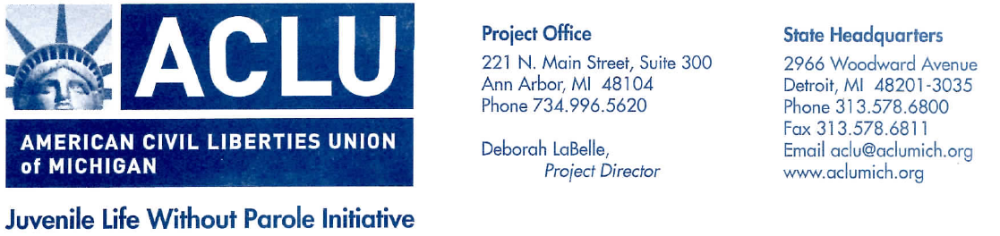 ACLU
AMERICAN CIVIL LIBERTIES UNION
of MICHIGAN
Juvenile Life Without Parole Initiative
Project Office
221 N. Main Street, Suite 300
Ann Arbor, MI 48104
Phone 734.996.5620
Deborah LaBelle,
Project Director
State Headquarters
2966 Woodward Avenue
Detroit, MI 48201-3035
Phone 313.578.6800
Fax 313.578.6811
Email aclu@aclumich.org
www.aclumich.org